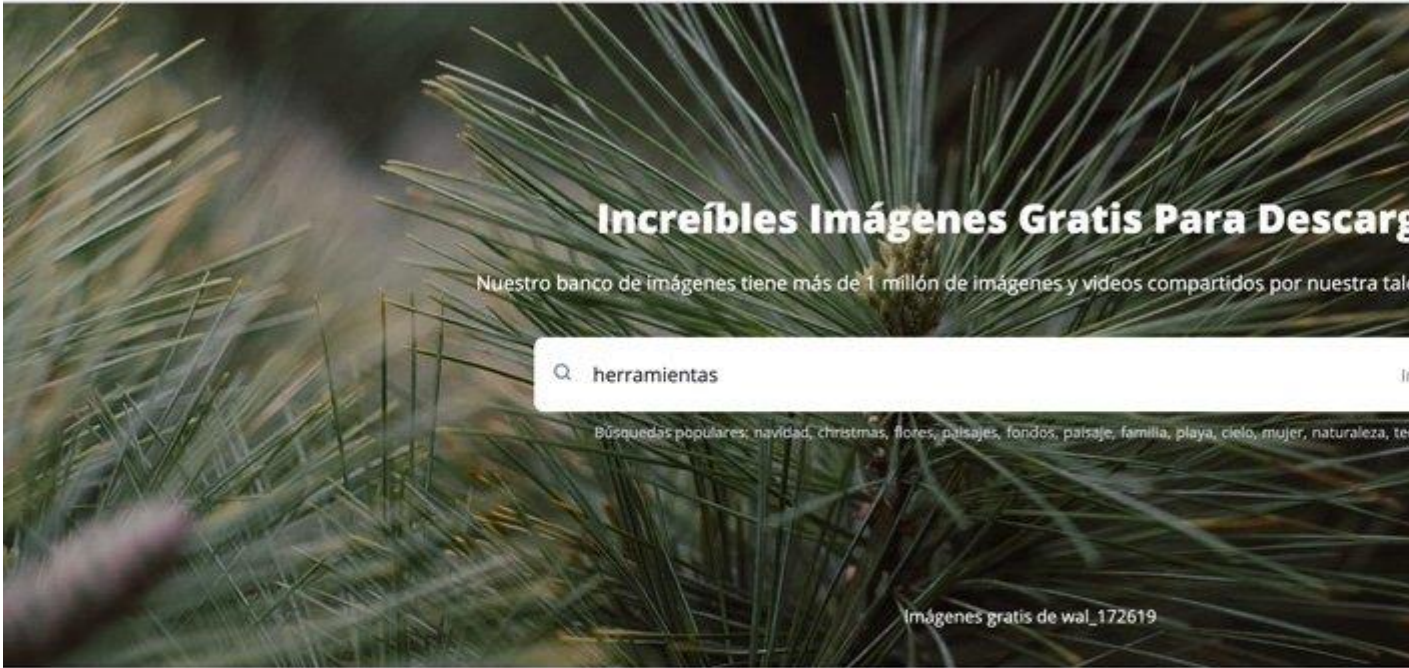 Increíbles Imágenes Gratis Para Descarg
Nuestro banco de imágenes tiene más de 1 millón de imágenes y videos compartidos por nuestra tale
herramientas
Búsquedas populares: navidad, christmas, flores, paisajes, fondos, paisaje, familia, playa, cielo, mujer, naturaleza,
Imágenes gratis de wal_172619